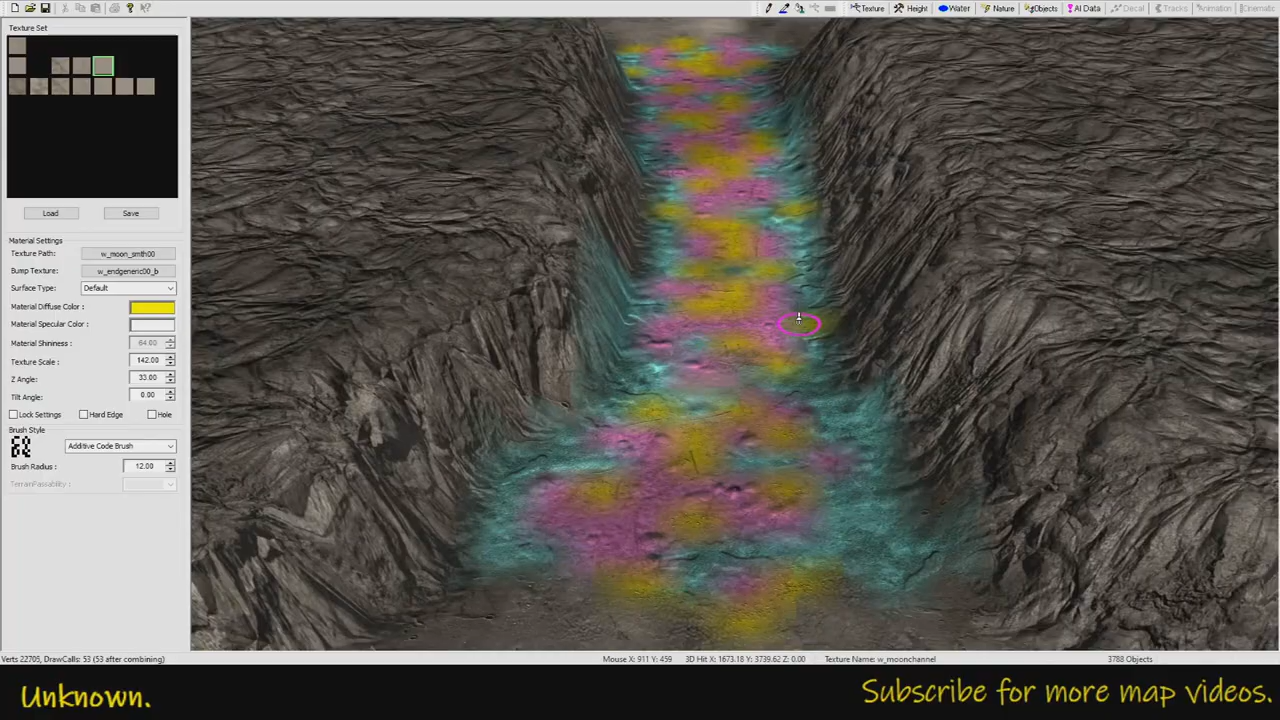 Texture Height Water Nature Objects AI Data Decal Tracks Animation Cinematic
Texture Set
Load Save
Material Settings
Texture Path: w_moon_smth00
Bump Texture: w_endgeneric00_b
Surface Type: Default
Material Diffuse Color :
Material Specular Color :
Material Shininess: 64.00
Texture Scale: 142.00
Z Angle: 33.00
Tilt Angle: 0.00
Lock Settings Hard Edge Hole
Brush Style
Additive Code Brush
Brush Radius : 12.00
TerrainPassability :
Verts 22705, DrawCalls: 53 (53 after combining) Mouse X: 911 Y: 459 3D Hit X: 1673.18 Y: 3739.62 Z: 0.00 Texture Name: w_moonchannel 3788 Objects
Unknown. Subscribe for more map videos.